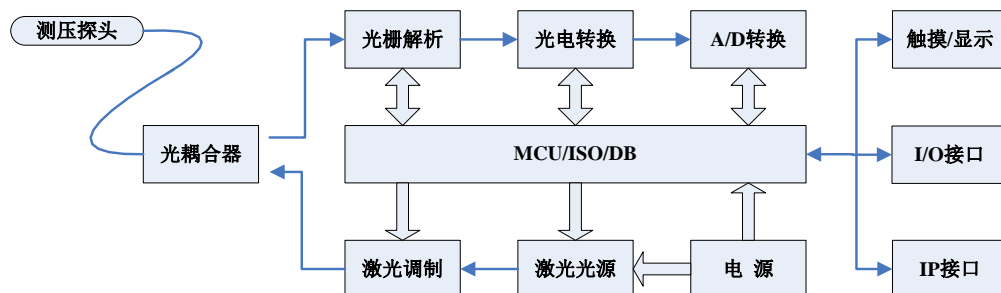 测压探头
光栅解析
光电转换
A/D转换
触摸/显示
光耦合器
MCU/ISO/DB
I/O接口
激光调制
激光光源
电 源
IP接口